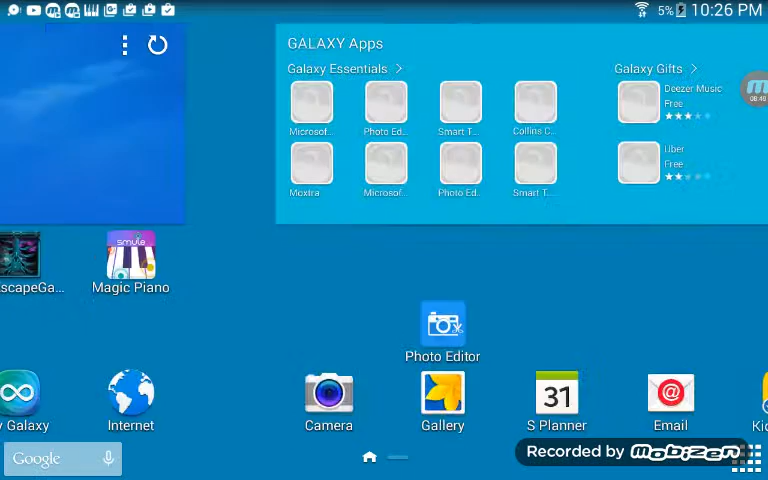 5% 10:26 PM
GALAXY Apps
Galaxy Essentials >
Galaxy Gifts >
Microsof...
Photo Ed..
Smart T...
Collins C...
Deezer Music
Free
Moxtra
Microsof..
Photo Ed..
Smart T....
Uber
Free
smule
scapeGa...
Magic Piano
Photo Editor
31
y Galaxy
Internet
Camera
Gallery
S Planner
Email
Kid
Google
Recorded by mobizen